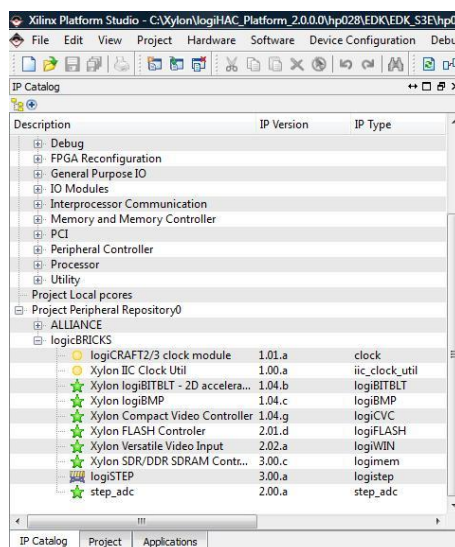 Xilinx Platform Studio - C:\Xylon\logiHAC_Platform_2.0.0.0\hp028\EDK\EDK_S3E\hp0
File Edit View Project Hardware Software Device Configuration Debu
IP Catalog
Description IP Version IP Type
Debug
FPGA Reconfiguration
General Purpose IO
IO Modules
Interprocessor Communication
Memory and Memory Controller
PCI
Peripheral Controller
Processor
Utility
Project Local pcores
Project Peripheral Repository0
ALLIANCE
logicBRICKS
logiCRAFT2/3 clock module 1.01.a clock
Xylon IIC Clock Util 1.00.a iic_clock_util
Xylon logiBITBLT - 2D accelera... 1.04.b logiBITBLT
Xylon logiBMP 1.04.c logiBMP
Xylon Compact Video Controller 1.04.g logiCVC
Xylon FLASH Controler 2.01.d logiFLASH
Xylon Versatile Video Input 2.02.a logiWIN
Xylon SDR/DDR SDRAM Contr... 3.00.c logimem
logiSTEP 3.00.a logistep
step_adc 2.00.a step_adc
IP Catalog Project Applications